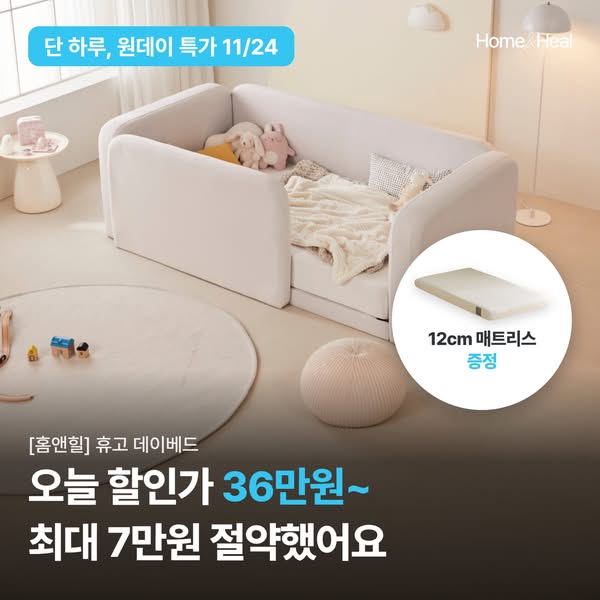 단 하루, 원데이 특가 11/24
Home&Heal
12cm 매트리스
증정
[홈앤힐] 휴고 데이베드
오늘 할인가 36만원~
최대 7만원 절약했어요